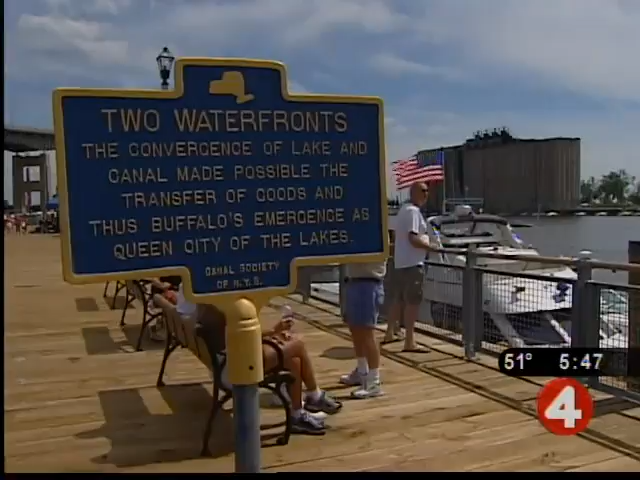 TWO WATERFRONTS
THE CONVERGENCE OF LAKE AND
CANAL MADE POSSIBLE THE
TRANSFER OF GOODS AND
THUS BUFFALO'S EMERGENCE AS
QUEEN CITY OF THE LAKES.
CANAL SOCIETY
OF N.Y.S.
51° 5:47
4